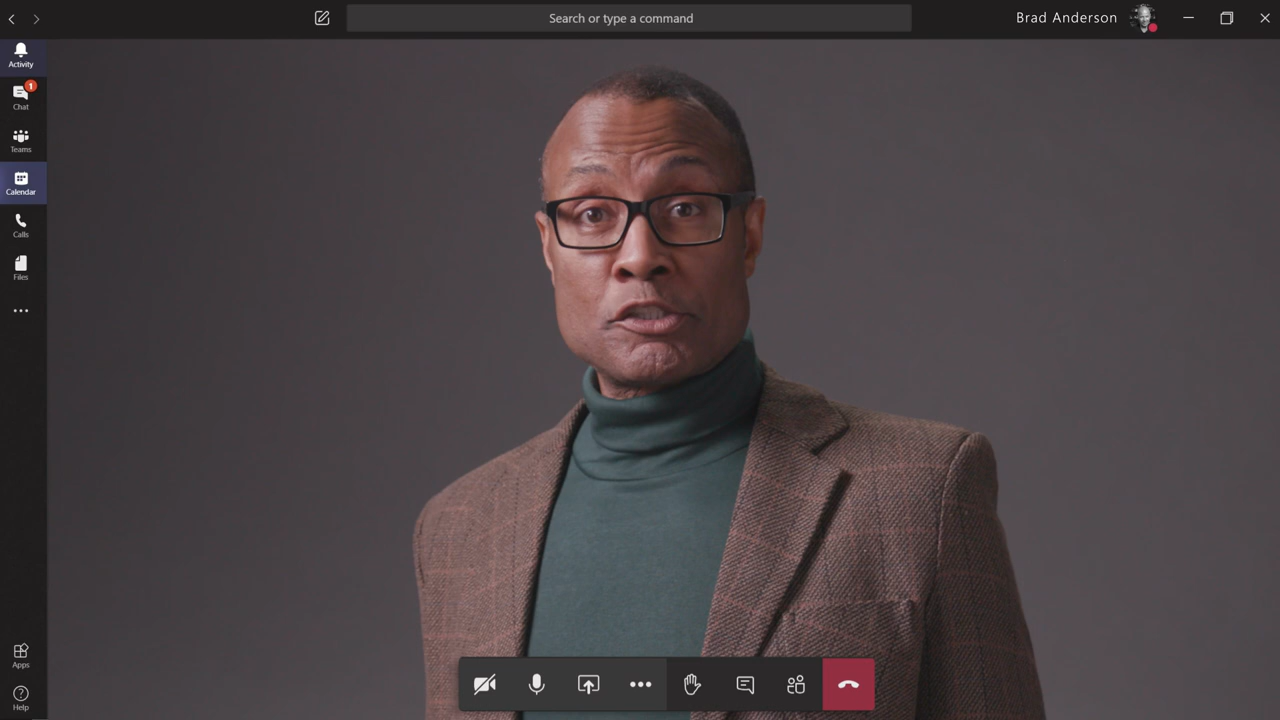 Search or type a command
Brad Anderson
Activity
1
Chat
Teams
Calendar
Calls
Files
Apps
Help